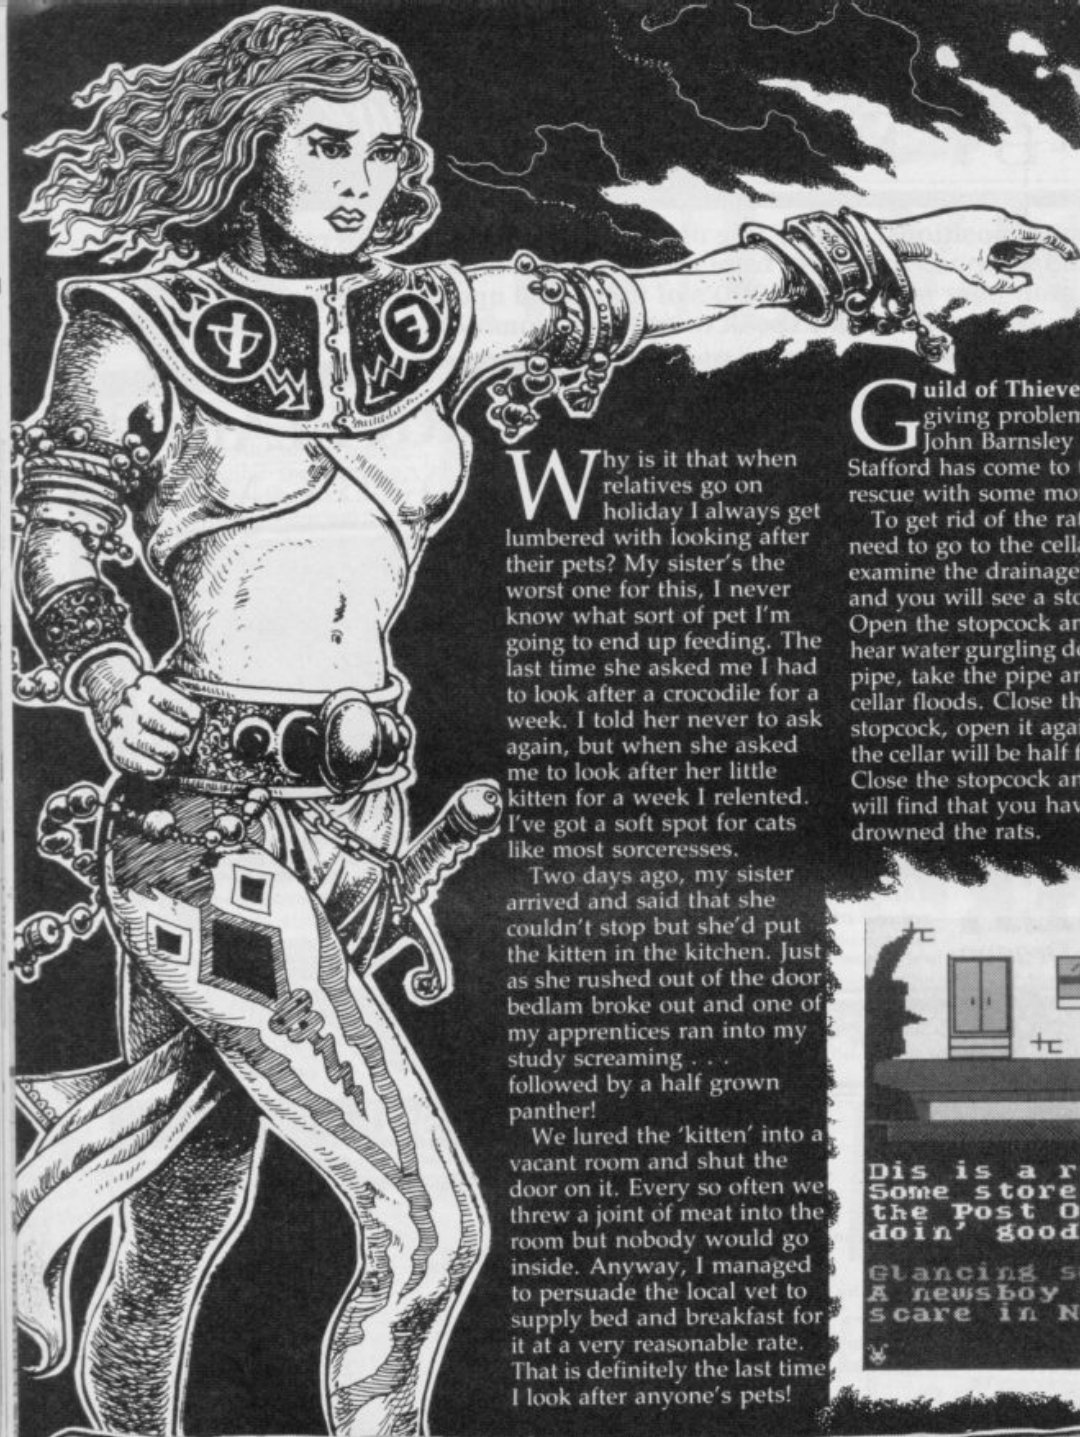 Why is it that when
relatives go on
holiday I always get
lumbered with looking after
their pets? My sister's the
worst one for this, I never
know what sort of pet I'm
going to end up feeding. The
last time she asked me I had
to look after a crocodile for a
week. I told her never to ask
again, but when she asked
me to look after her little
kitten for a week I relented.
I've got a soft spot for cats
like most sorceresses.
Two days ago, my sister
arrived and said that she
couldn't stop but she'd put
the kitten in the kitchen. Just
as she rushed out of the door
bedlam broke out and one of
my apprentices ran into my
study screaming . . .
followed by a half grown
panther!
We lured the 'kitten' into a
vacant room and shut the
door on it. Every so often we
threw a joint of meat into the
room but nobody would go
inside. Anyway, I managed
to persuade the local vet to
supply bed and breakfast for
it at a very reasonable rate.
That is definitely the last time
I look after anyone's pets!
Guild of Thieve
giving problem
John Barnsley
Stafford has come to
rescue with some mo
To get rid of the ra
need to go to the cella
examine the drainage
and you will see a sto
Open the stopcock an
hear water gurgling do
pipe, take the pipe an
cellar floods. Close th
stopcock, open it agai
the cellar will be half f
Close the stopcock an
will find that you hav
drowned the rats.
Dis is a r
Some store
the Post O
doin' good
Glancing s
A newsboy
scare in N